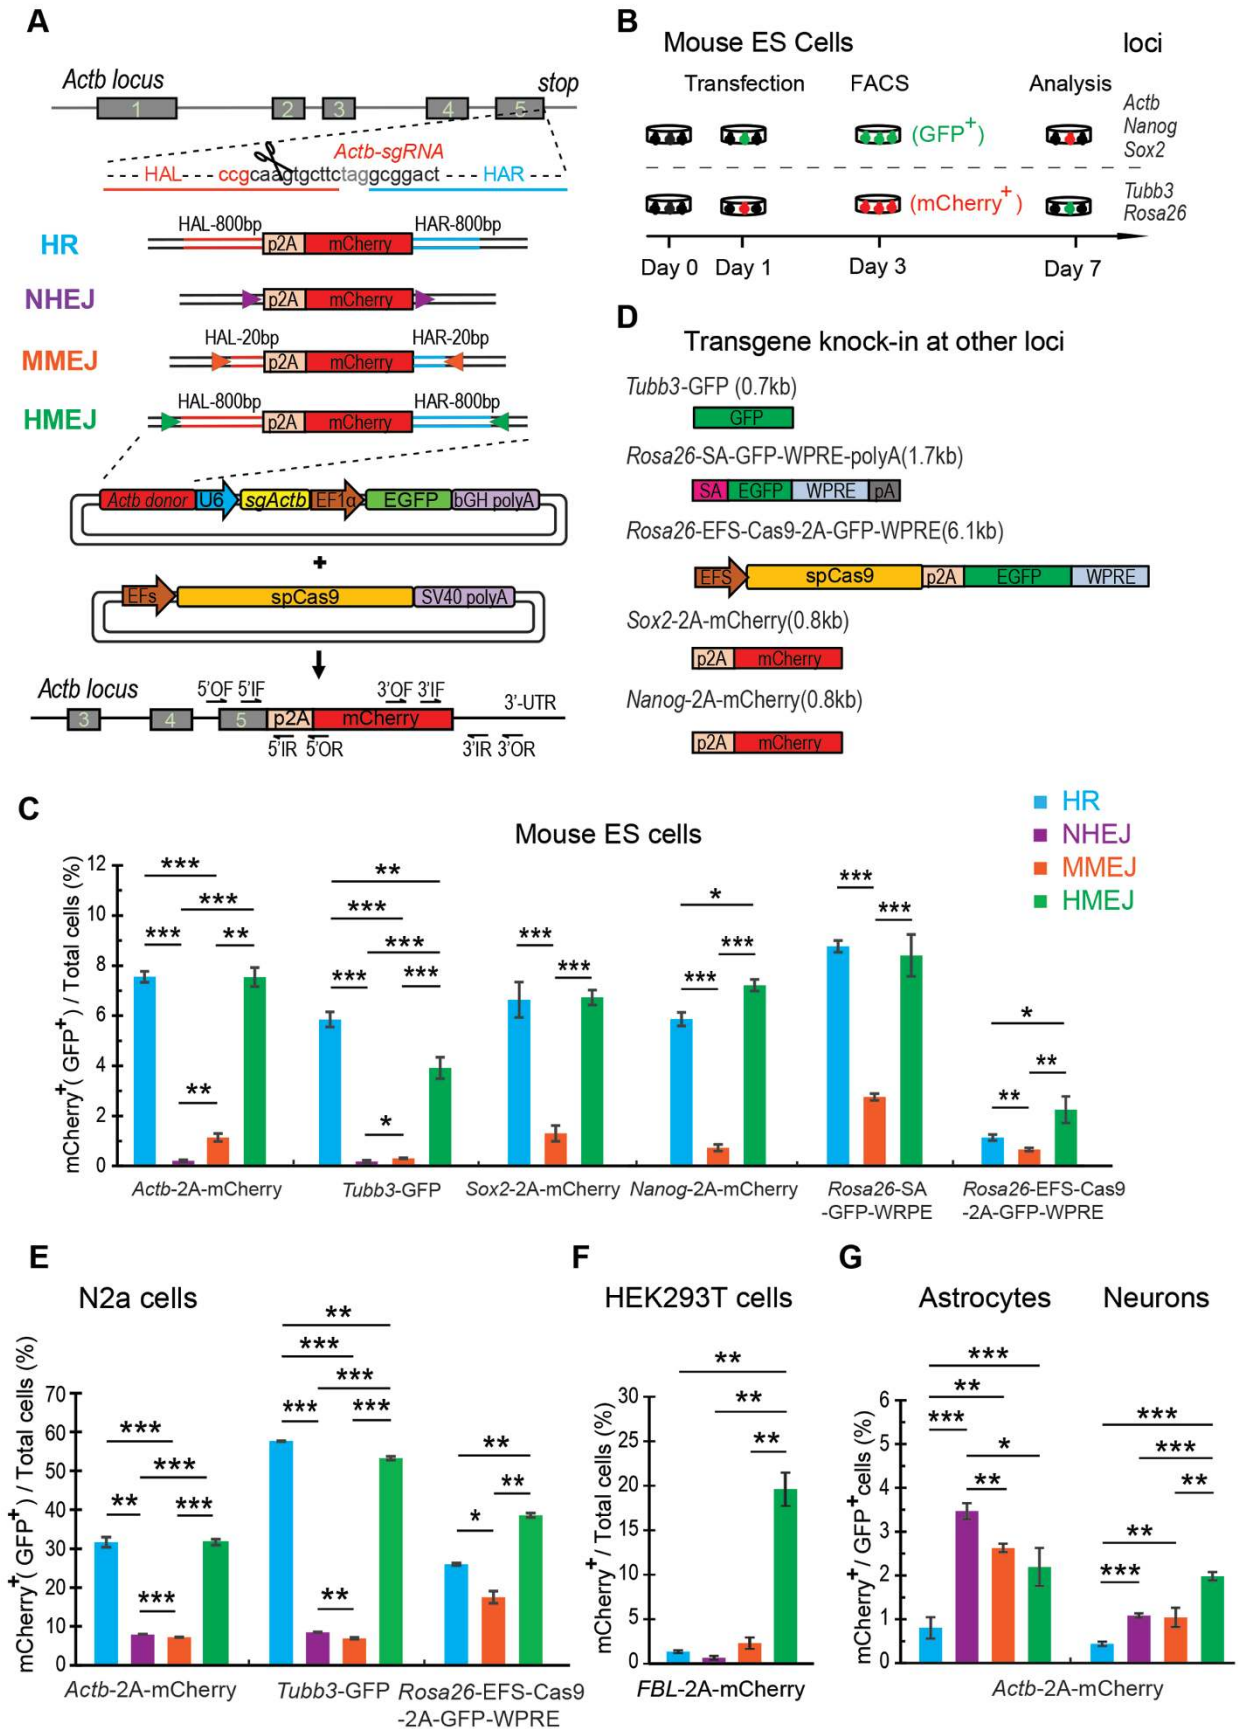 A
Actb locus
stop
1
2
3
4
5
Actb-sgRNA
HAL
ccgcaagtgcttctaggcggact
HAR
HAL-800bp
HAR-800bp
HR
p2A
mCherry
NHEJ
p2A
mCherry
HAL-20bp
HAR-20bp
MMEJ
p2A
mCherry
HAL-800bp
HAR-800bp
HMEJ
p2A
mCherry
Actb donor
U6
sgActb
EF1α
EGFP
bGH polyA
+
EFs
spCas9
SV40 polyA
Actb locus
5'OF 5'IF
3'OF 3'IF
3'-UTR
3
4
5
p2A
mCherry
5'IR 5'OR
3'IR 3'OR
B
Mouse ES Cells
loci
Transfection
FACS
Analysis
(GFP+)
Actb
Nanog
Sox2
(mCherry+)
Tubb3
Rosa26
Day 0
Day 1
Day 3
Day 7
D
Transgene knock-in at other loci
Tubb3-GFP (0.7kb)
GFP
Rosa26-SA-GFP-WPRE-polyA(1.7kb)
SA
EGFP
WPRE
pA
Rosa26-EFS-Cas9-2A-GFP-WPRE(6.1kb)
EFS
spCas9
p2A
EGFP
WPRE
Sox2-2A-mCherry(0.8kb)
p2A
mCherry
Nanog-2A-mCherry(0.8kb)
p2A
mCherry
C
Mouse ES cells
HR
NHEJ
MMEJ
HMEJ
mCherry+( GFP+) / Total cells (%)
12
10
8
6
4
2
0
***
***
***
**
**
**
***
***
***
***
*
***
***
*
***
***
***
***
*
**
**
Actb-2A-mCherry
Tubb3-GFP
Sox2-2A-mCherry
Nanog-2A-mCherry
Rosa26-SA
-GFP-WRPE
Rosa26-EFS-Cas9
-2A-GFP-WPRE
E
N2a cells
mCherry+( GFP+) / Total cells (%)
70
60
50
40
30
20
10
0
***
***
**
***
***
**
***
***
***
***
**
**
**
*
Actb-2A-mCherry
Tubb3-GFP
Rosa26-EFS-Cas9
-2A-GFP-WPRE
F
HEK293T cells
mCherry+ / Total cells (%)
30
25
20
15
10
5
0
**
**
**
FBL-2A-mCherry
G
Astrocytes
Neurons
mCherry+ / GFP+cells (%)
6
5
4
3
2
1
0
***
**
***
*
**
***
***
**
**
***
Actb-2A-mCherry